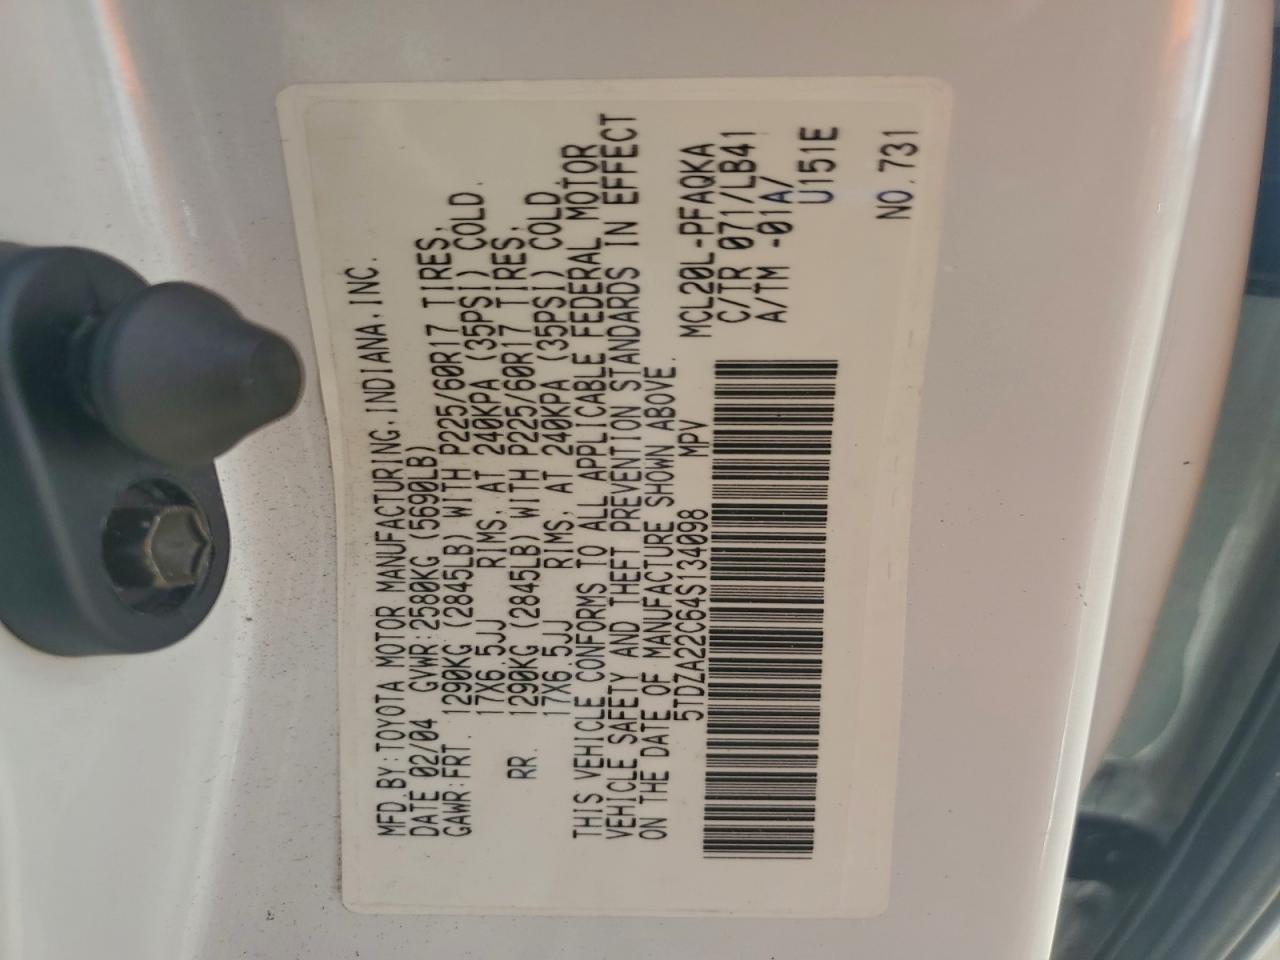 MFD.BY:TOYOTA MOTOR MANUFACTURING,INDIANA,INC.
DATE 02/04 GVWR:2580KG (5690LB)
GAWR:FRT. 1290KG (2845LB) WITH P225/60R17 TIRES,
17X6.5JJ RIMS, AT 240KPA (35PSI) COLD.
RR. 1290KG (2845LB) WITH P225/60R17 TIRES,
17X6.5JJ RIMS, AT 240KPA (35PSI) COLD.
THIS VEHICLE CONFORMS TO ALL APPLICABLE FEDERAL MOTOR
VEHICLE SAFETY AND THEFT PREVENTION STANDARDS IN EFFECT
ON THE DATE OF MANUFACTURE SHOWN ABOVE.
5TDZA22C64S134098 MPV
MCL20L-PFAQKA
C/TR 071/LB41
A/TM -01A/
U151E
NO.731